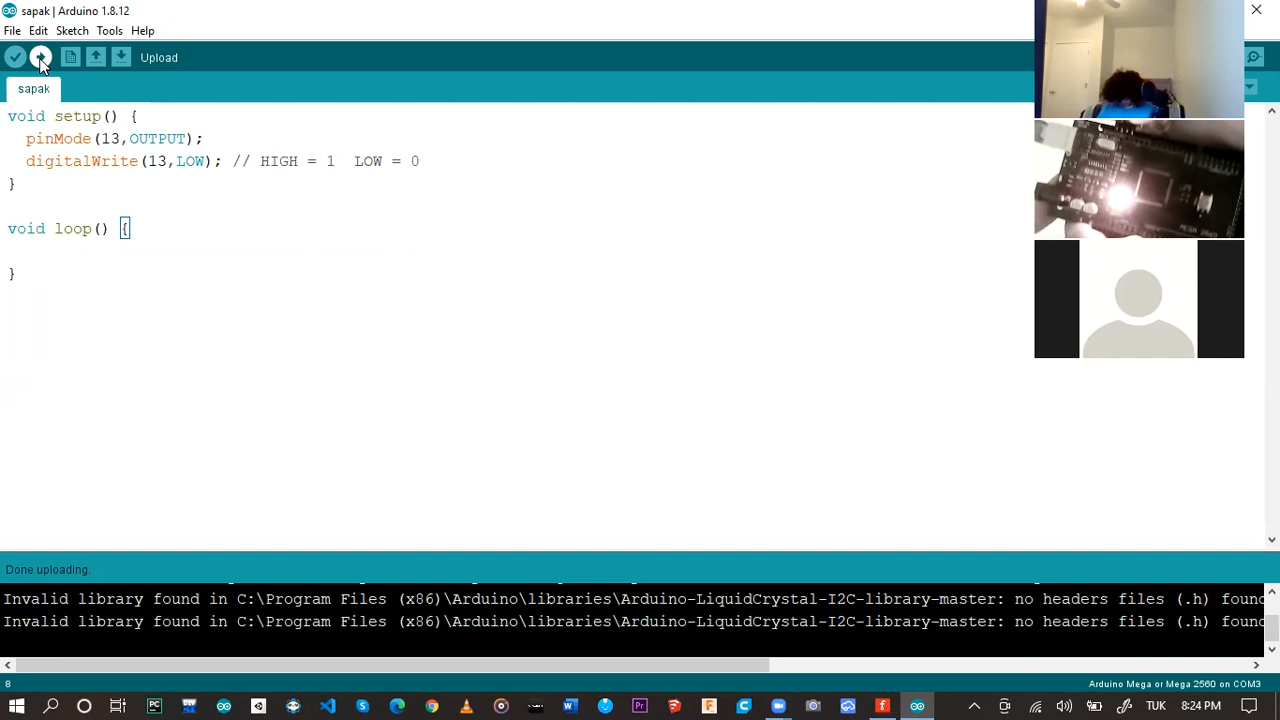 sapak | Arduino 1.8.12
File Edit Sketch Tools Help
Upload
sapak
void setup() {
  pinMode(13,OUTPUT);
  digitalWrite(13,LOW); // HIGH = 1  LOW = 0
}
void loop() {
}
Done uploading.
Invalid library found in C:\Program Files (x86)\Arduino\libraries\Arduino-LiquidCrystal-I2C-library-master: no headers files (.h) found
Invalid library found in C:\Program Files (x86)\Arduino\libraries\Arduino-LiquidCrystal-I2C-library-master: no headers files (.h) found
8
Arduino Mega or Mega 2560 on COM3
TUK 8:24 PM